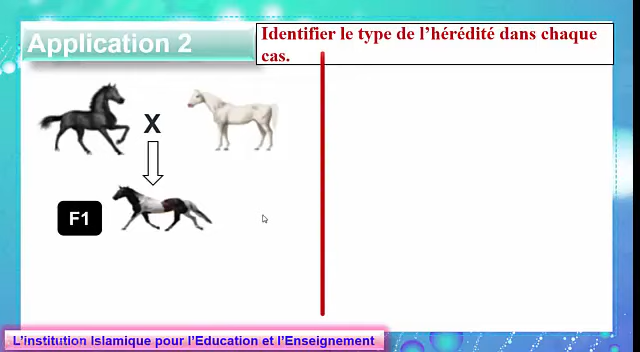 Application 2
Identifier le type de l'hérédité dans chaque
cas.
X
F1
L'institution Islamique pour l'Education et l'Enseignement